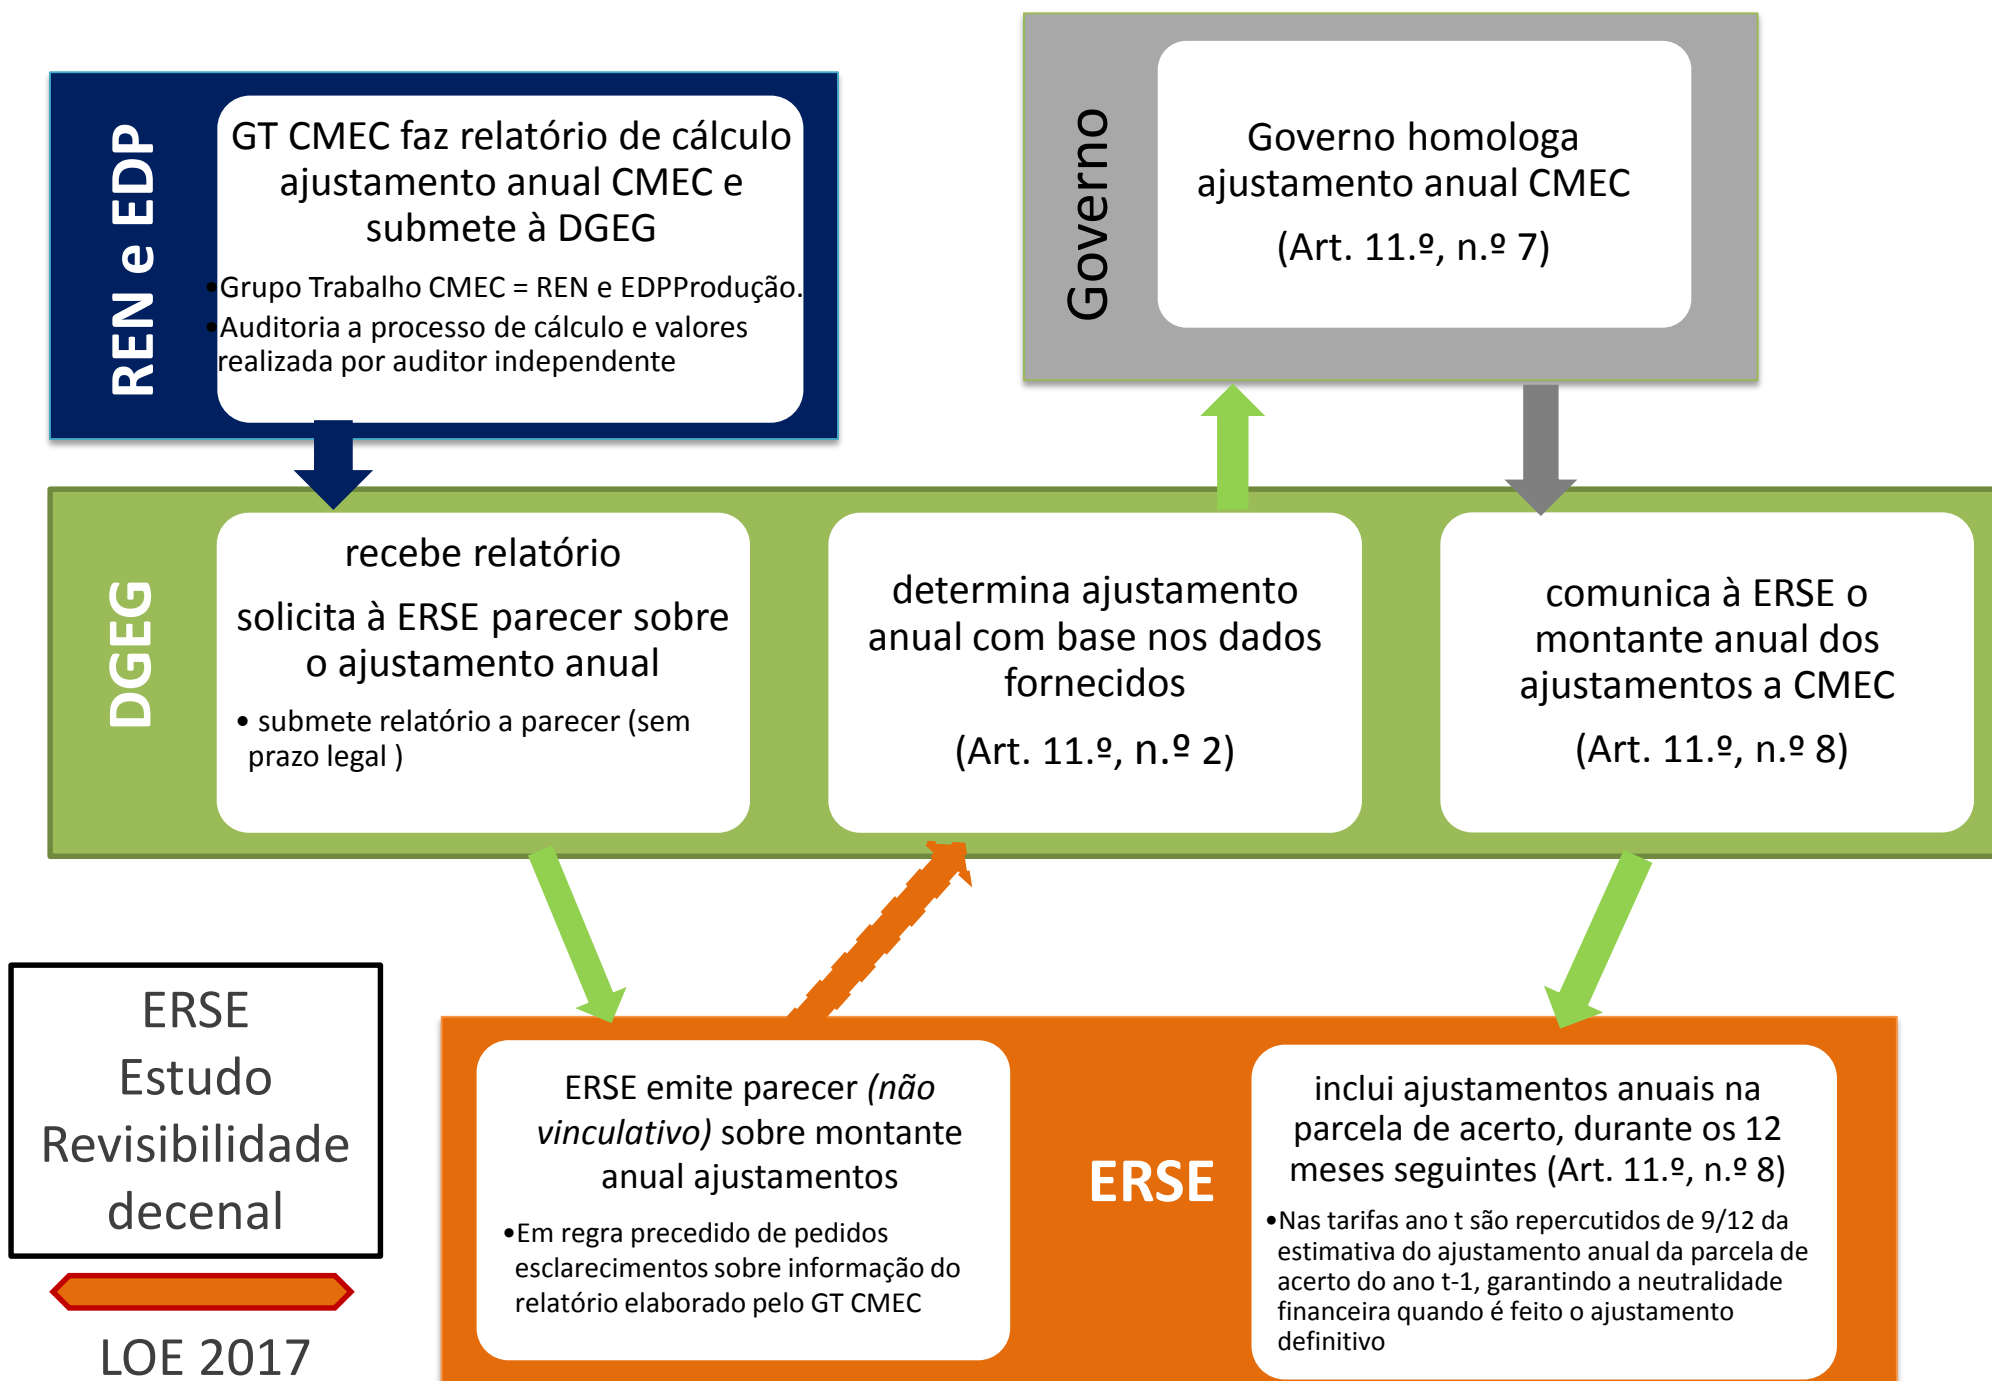 REN e EDP
GT CMEC faz relatório de cálculo
ajustamento anual CMEC e
submete à DGEG
•Grupo Trabalho CMEC = REN e EDPProdução.
•Auditoria a processo de cálculo e valores
realizada por auditor independente
Governo
Governo homologa
ajustamento anual CMEC
(Art. 11.º, n.º 7)
DGEG
recebe relatório
solicita à ERSE parecer sobre
o ajustamento anual
• submete relatório a parecer (sem
prazo legal )
determina ajustamento
anual com base nos dados
fornecidos
(Art. 11.º, n.º 2)
comunica à ERSE o
montante anual dos
ajustamentos a CMEC
(Art. 11.º, n.º 8)
ERSE
Estudo
Revisibilidade
decenal
LOE 2017
ERSE emite parecer (não
vinculativo) sobre montante
anual ajustamentos
•Em regra precedido de pedidos
esclarecimentos sobre informação do
relatório elaborado pelo GT CMEC
ERSE
inclui ajustamentos anuais na
parcela de acerto, durante os 12
meses seguintes (Art. 11.º, n.º 8)
•Nas tarifas ano t são repercutidos de 9/12 da
estimativa do ajustamento anual da parcela de
acerto do ano t-1, garantindo a neutralidade
financeira quando é feito o ajustamento
definitivo